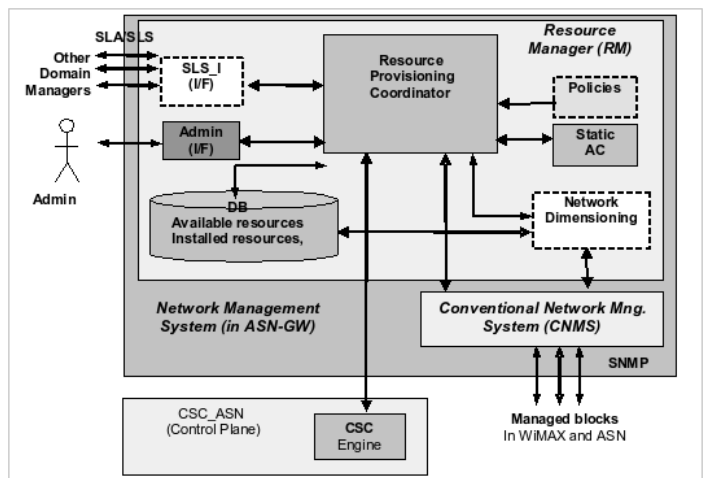 SLA/SLS
Resource
Manager (RM)
Other
Domain
Managers
SLS_I
(I/F)
Resource
Provisioning
Coordinator
Policies
Admin
(I/F)
Static
AC
Admin
DB
Available resources
Installed resources,
Network
Dimensioning
Network Management
System (in ASN-GW)
Conventional Network Mng.
System (CNMS)
SNMP
CSC_ASN
(Control Plane)
CSC
Engine
Managed blocks
In WiMAX and ASN